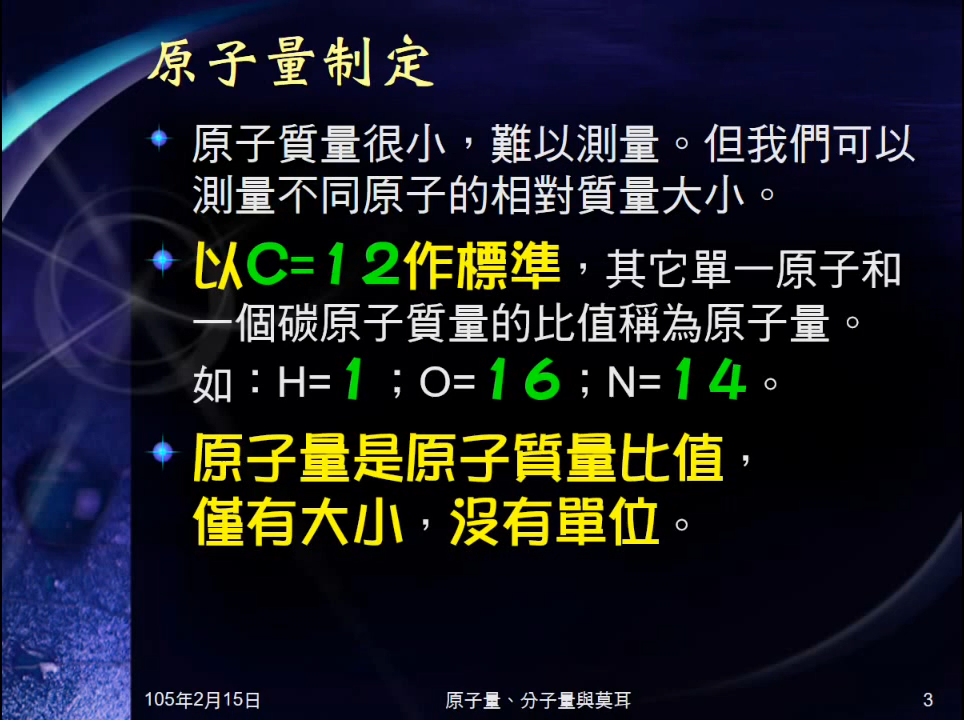 原子量制定
原子質量很小，難以測量。但我們可以
測量不同原子的相對質量大小。
以C=12作標準，其它單一原子和
一個碳原子質量的比值稱為原子量。
如：H=1；O=16；N=14。
原子量是原子質量比值，
僅有大小，沒有單位。
105年2月15日
原子量、分子量與莫耳
3